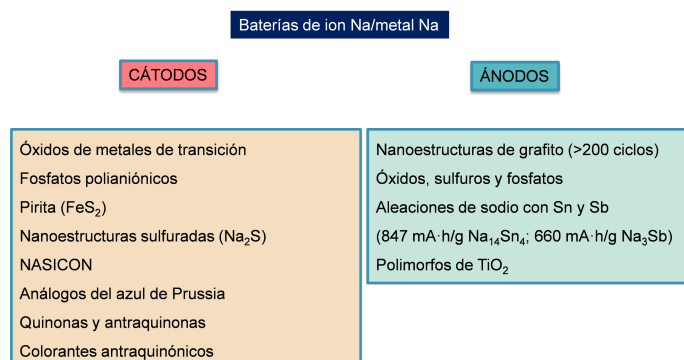 Baterías de ion Na/metal Na
CÁTODOS
ÁNODOS
Óxidos de metales de transición
Fosfatos polianiónicos
Pirita (FeS₂)
Nanoestructuras sulfuradas (Na₂S)
NASICON
Análogos del azul de Prussia
Quinonas y antraquinonas
Colorantes antraquinónicos
Nanoestructuras de grafito (>200 ciclos)
Óxidos, sulfuros y fosfatos
Aleaciones de sodio con Sn y Sb
(847 mA·h/g Na₁₄Sn₄; 660 mA·h/g Na₃Sb)
Polimorfos de TiO₂